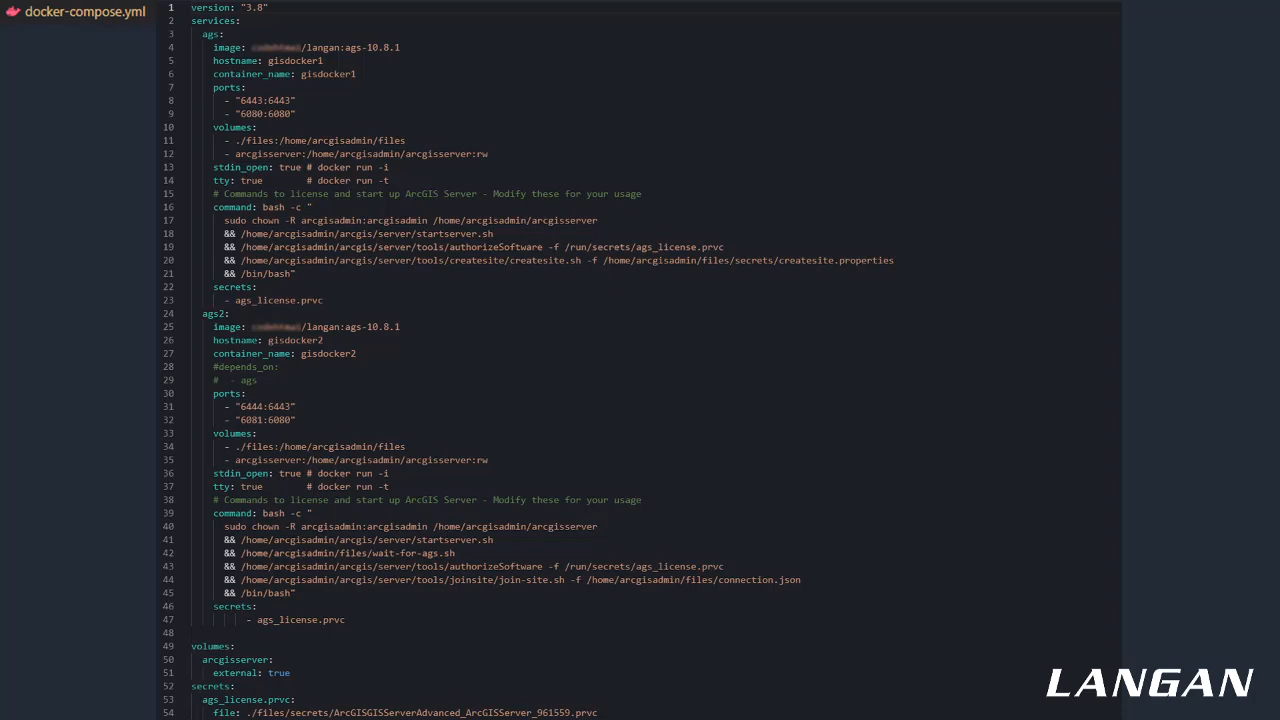 docker-compose.yml
1 version: "3.8"
2 services:
3 ags:
4 image: /langan:ags-10.8.1
5 hostname: gisdocker1
6 container_name: gisdocker1
7 ports:
8 - "6443:6443"
9 - "6080:6080"
10 volumes:
11 - ./files:/home/arcgisadmin/files
12 - arcgisserver:/home/arcgisadmin/arcgisserver:rw
13 stdin_open: true # docker run -i
14 tty: true # docker run -t
15 # Commands to license and start up ArcGIS Server - Modify these for your usage
16 command: bash -c "
17 sudo chown -R arcgisadmin:arcgisadmin /home/arcgisadmin/arcgisserver
18 && /home/arcgisadmin/arcgis/server/startserver.sh
19 && /home/arcgisadmin/arcgis/server/tools/authorizeSoftware -f /run/secrets/ags_license.prvc
20 && /home/arcgisadmin/arcgis/server/tools/createsite/createsite.sh -f /home/arcgisadmin/files/secrets/createsite.properties
21 && /bin/bash"
22 secrets:
23 - ags_license.prvc
24 ags2:
25 image: /langan:ags-10.8.1
26 hostname: gisdocker2
27 container_name: gisdocker2
28 #depends_on:
29 # - ags
30 ports:
31 - "6444:6443"
32 - "6081:6080"
33 volumes:
34 - ./files:/home/arcgisadmin/files
35 - arcgisserver:/home/arcgisadmin/arcgisserver:rw
36 stdin_open: true # docker run -i
37 tty: true # docker run -t
38 # Commands to license and start up ArcGIS Server - Modify these for your usage
39 command: bash -c "
40 sudo chown -R arcgisadmin:arcgisadmin /home/arcgisadmin/arcgisserver
41 && /home/arcgisadmin/arcgis/server/startserver.sh
42 && /home/arcgisadmin/files/wait-for-ags.sh
43 && /home/arcgisadmin/arcgis/server/tools/authorizeSoftware -f /run/secrets/ags_license.prvc
44 && /home/arcgisadmin/arcgis/server/tools/joinsite/join-site.sh -f /home/arcgisadmin/files/connection.json
45 && /bin/bash"
46 secrets:
47 - ags_license.prvc
48
49 volumes:
50 arcgisserver:
51 external: true
52 secrets:
53 ags_license.prvc:
54 file: ./files/secrets/ArcGISGISServerAdvanced_ArcGISServer_961559.prvc
LANGAN